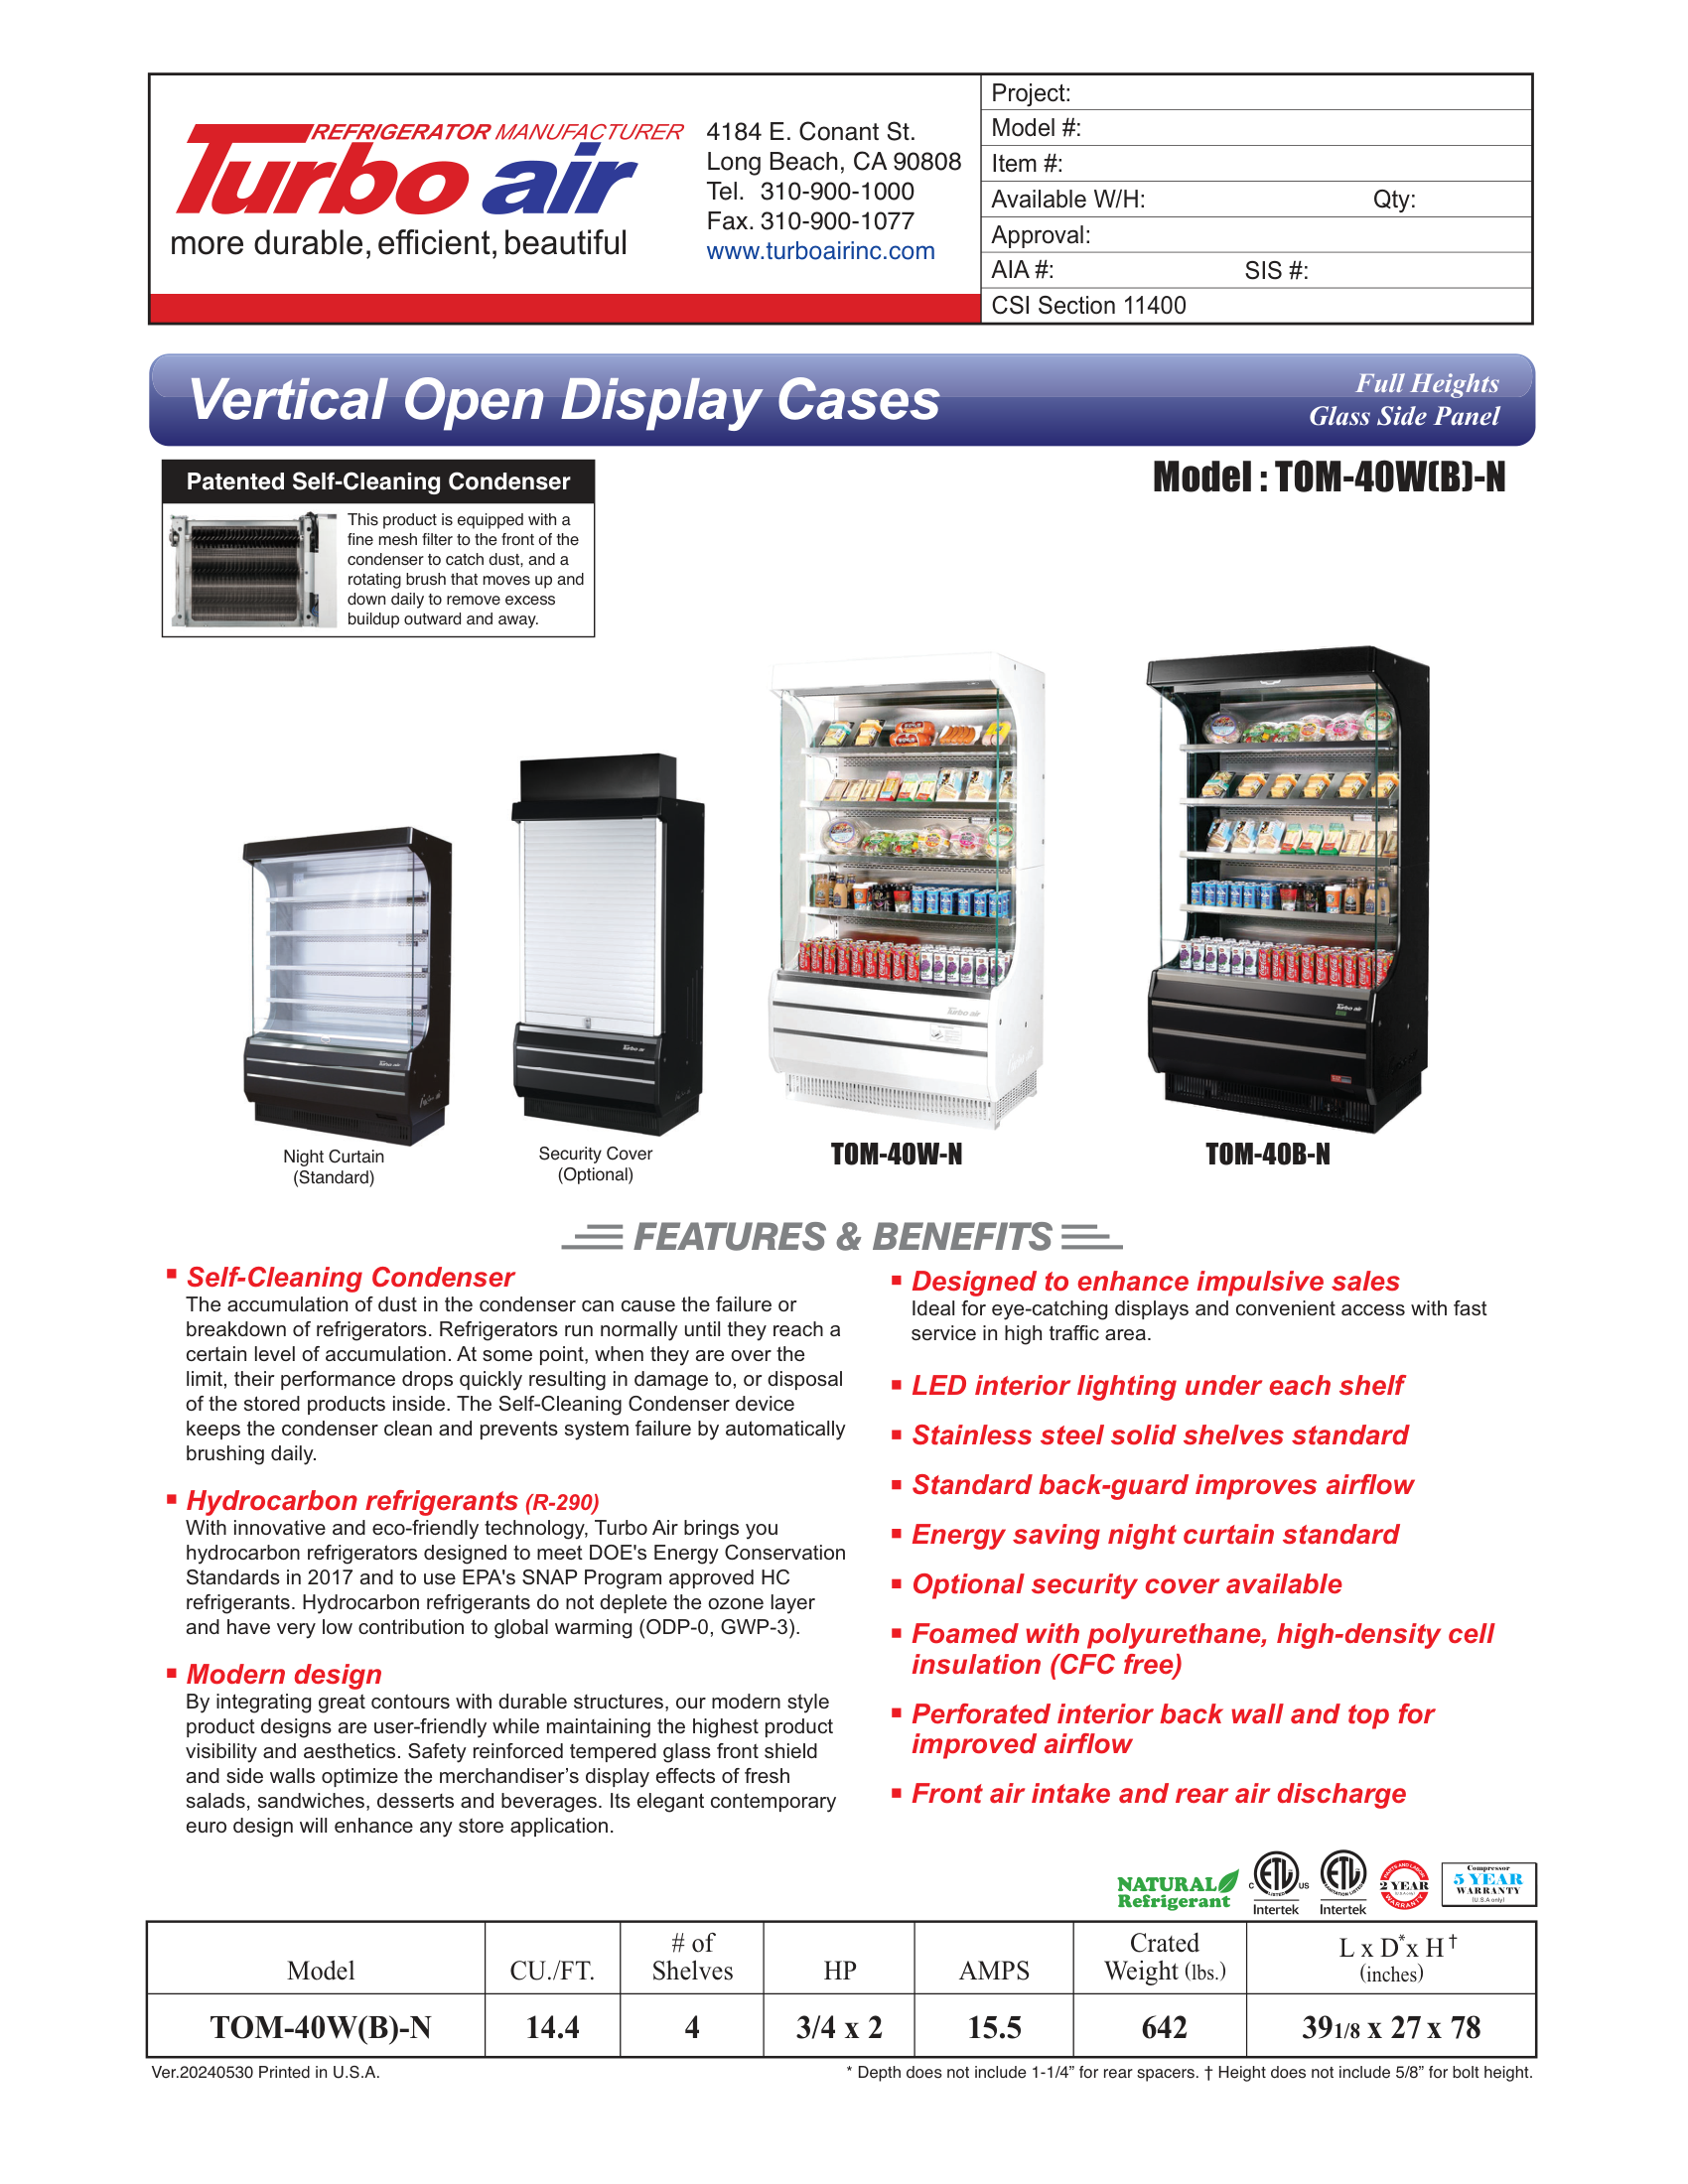 REFRIGERATOR MANUFACTURER
Turbo air
more durable, efficient, beautiful
4184 E. Conant St.
Long Beach, CA 90808
Tel. 310-900-1000
Fax. 310-900-1077
www.turboairinc.com
Project:
Model #:
Item #:
Available W/H: Qty:
Approval:
AIA #: SIS #:
CSI Section 11400
Vertical Open Display Cases
Full Heights
Glass Side Panel
Patented Self-Cleaning Condenser
This product is equipped with a
fine mesh filter to the front of the
condenser to catch dust, and a
rotating brush that moves up and
down daily to remove excess
buildup outward and away.
Model : TOM-40W(B)-N
Night Curtain
(Standard)
Security Cover
(Optional)
TOM-40W-N
TOM-40B-N
FEATURES & BENEFITS
Self-Cleaning Condenser
The accumulation of dust in the condenser can cause the failure or
breakdown of refrigerators. Refrigerators run normally until they reach a
certain level of accumulation. At some point, when they are over the
limit, their performance drops quickly resulting in damage to, or disposal
of the stored products inside. The Self-Cleaning Condenser device
keeps the condenser clean and prevents system failure by automatically
brushing daily.
Hydrocarbon refrigerants (R-290)
With innovative and eco-friendly technology, Turbo Air brings you
hydrocarbon refrigerators designed to meet DOE's Energy Conservation
Standards in 2017 and to use EPA's SNAP Program approved HC
refrigerants. Hydrocarbon refrigerants do not deplete the ozone layer
and have very low contribution to global warming (ODP-0, GWP-3).
Modern design
By integrating great contours with durable structures, our modern style
product designs are user-friendly while maintaining the highest product
visibility and aesthetics. Safety reinforced tempered glass front shield
and side walls optimize the merchandiser’s display effects of fresh
salads, sandwiches, desserts and beverages. Its elegant contemporary
euro design will enhance any store application.
Designed to enhance impulsive sales
Ideal for eye-catching displays and convenient access with fast
service in high traffic area.
LED interior lighting under each shelf
Stainless steel solid shelves standard
Standard back-guard improves airflow
Energy saving night curtain standard
Optional security cover available
Foamed with polyurethane, high-density cell
insulation (CFC free)
Perforated interior back wall and top for
improved airflow
Front air intake and rear air discharge
NATURAL
Refrigerant
C ETL US
LISTED
Intertek
ETL
SANITATION LISTED
Intertek
PARTS AND LABOR
2 YEAR
(U.S.A only)
WARRANTY
Compressor
5 YEAR
WARRANTY
(U.S.A only)
Model CU./FT. # of Shelves HP AMPS Crated Weight (lbs.) L x D* x H† (inches)
TOM-40W(B)-N 14.4 4 3/4 x 2 15.5 642 391/8 x 27 x 78
Ver.20240530 Printed in U.S.A.
* Depth does not include 1-1/4” for rear spacers. † Height does not include 5/8” for bolt height.